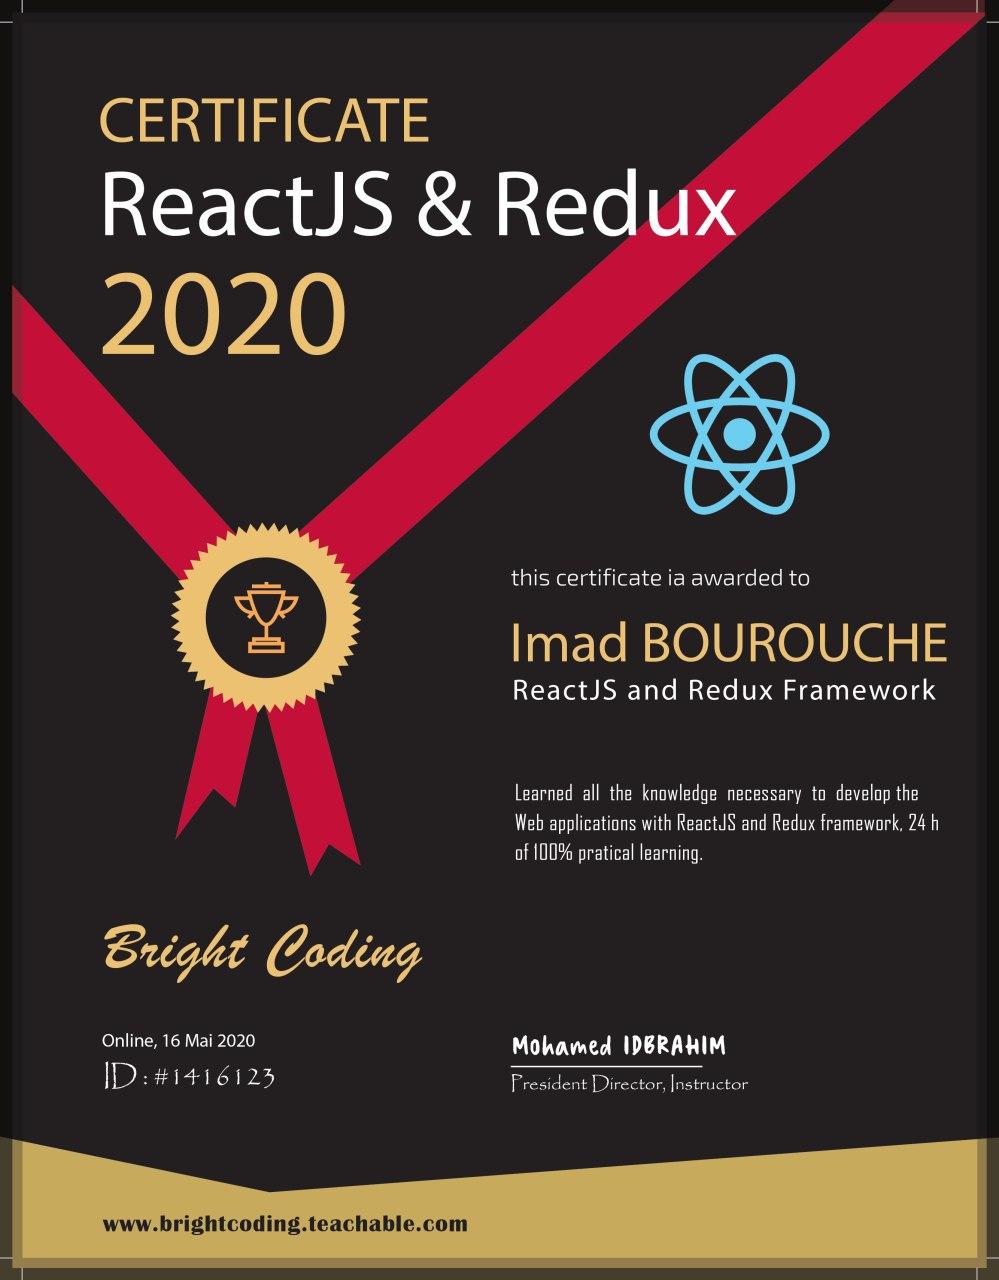 CERTIFICATE
ReactJS & Redux
2020
this certificate ia awarded to
Imad BOUROUCHE
ReactJS and Redux Framework
Learned all the knowledge necessary to develop the
Web applications with ReactJS and Redux framework, 24 h
of 100% pratical learning.
Bright Coding
Online, 16 Mai 2020
ID : #1416123
Mohamed IDBRAHIM
President Director, Instructor
www.brightcoding.teachable.com